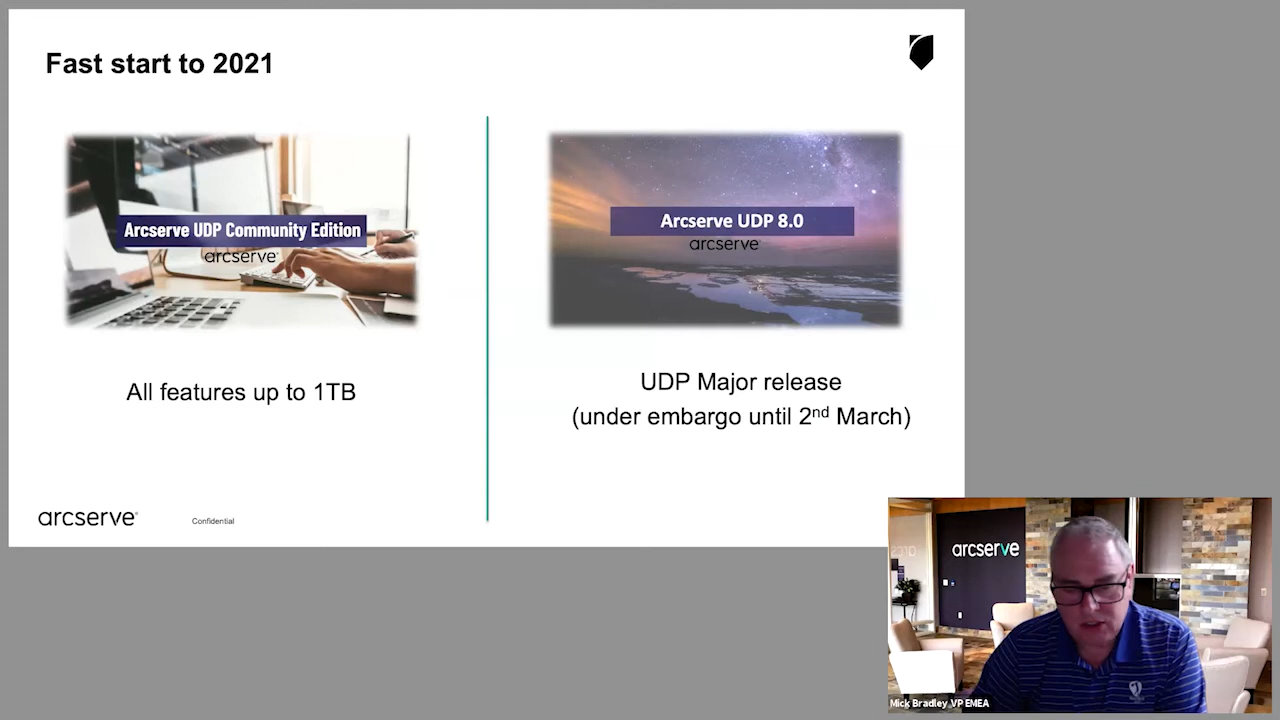 Fast start to 2021
Arcserve UDP Community Edition
arcserve
All features up to 1TB
Arcserve UDP 8.0
arcserve
UDP Major release
(under embargo until 2nd March)
arcserve®
Confidential
arcserve
Mick Bradley VP EMEA